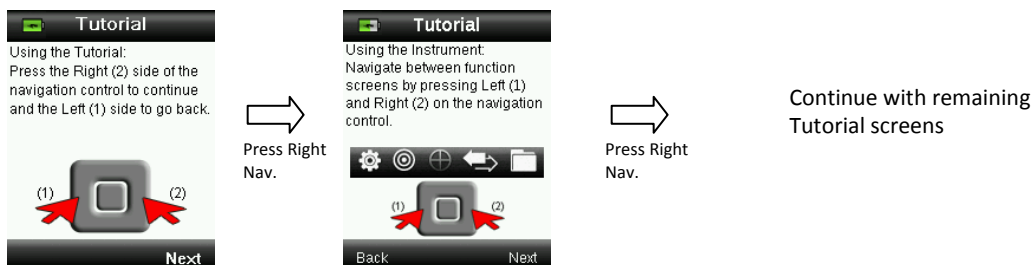 Tutorial
Using the Tutorial:
Press the Right (2) side of the
navigation control to continue
and the Left (1) side to go back.
(1)
(2)
Next
Press Right
Nav.
Tutorial
Using the Instrument:
Navigate between function
screens by pressing Left (1)
and Right (2) on the navigation
control.
(1)
(2)
Back
Next
Press Right
Nav.
Continue with remaining
Tutorial screens